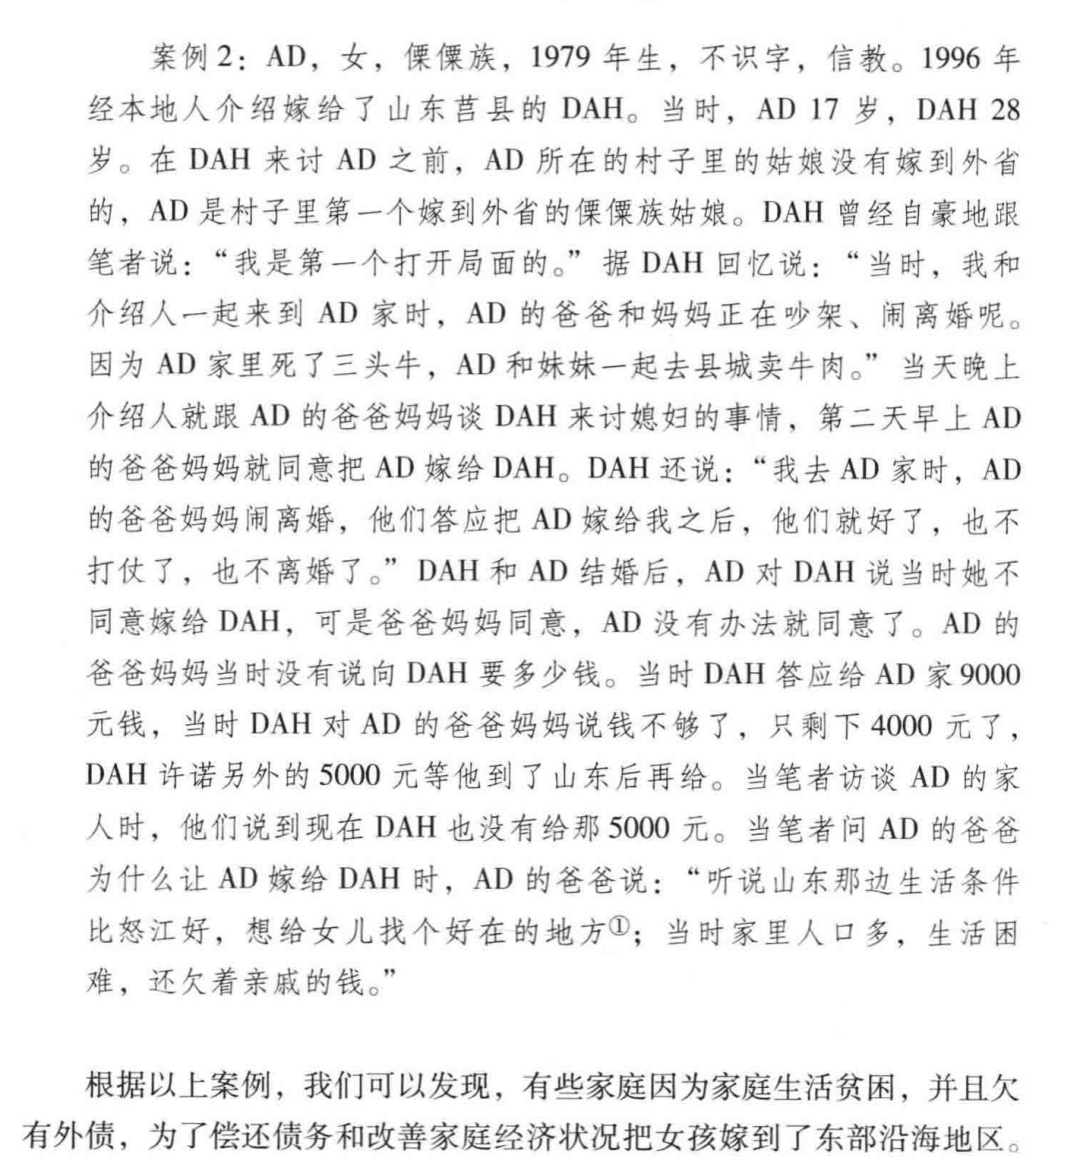 案例2：AD，女，傈僳族，1979 年生，不识字，信教。1996 年
经本地人介绍嫁给了山东莒县的 DAH。当时，AD 17 岁，DAH 28
岁。在 DAH 来讨 AD 之前，AD 所在的村子里的姑娘没有嫁到外省
的，AD 是村子里第一个嫁到外省的傈僳族姑娘。DAH 曾经自豪地跟
笔者说：“我是第一个打开局面的。” 据 DAH 回忆说：“当时，我和
介绍人一起来到 AD 家时，AD 的爸爸和妈妈正在吵架、闹离婚呢。
因为 AD 家里死了三头牛，AD 和妹妹一起去县城卖牛肉。” 当天晚上
介绍人就跟 AD 的爸爸妈妈谈 DAH 来讨媳妇的事情，第二天早上 AD
的爸爸妈妈就同意把 AD 嫁给 DAH。DAH 还说：“我去 AD 家时，AD
的爸爸妈妈闹离婚，他们答应把 AD 嫁给我之后，他们就好了，也不
打仗了，也不离婚了。” DAH 和 AD 结婚后，AD 对 DAH 说当时她不
同意嫁给 DAH，可是爸爸妈妈同意，AD 没有办法就同意了。AD 的
爸爸妈妈当时没有说向 DAH 要多少钱。当时 DAH 答应给 AD 家 9000
元钱，当时 DAH 对 AD 的爸爸妈妈说钱不够了，只剩下 4000 元了，
DAH 许诺另外的 5000 元等他到了山东后再给。当笔者访谈 AD 的家
人时，他们说到现在 DAH 也没有给那 5000 元。当笔者问 AD 的爸爸
为什么让 AD 嫁给 DAH 时，AD 的爸爸说：“听说山东那边生活条件
比怒江好，想给女儿找个好在的地方①；当时家里人口多，生活困
难，还欠着亲戚的钱。”
根据以上案例，我们可以发现，有些家庭因为家庭生活贫困，并且欠
有外债，为了偿还债务和改善家庭经济状况把女孩嫁到了东部沿海地区。